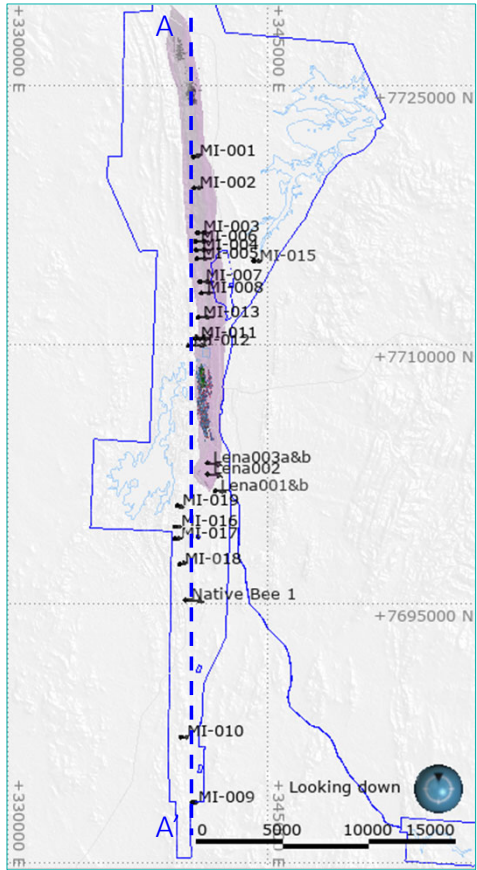 A
+330000 E
+345000 E
+7725000 N
MI-001
MI-002
MI-003
MI-006
MI-004
MI-005
MI-015
MI-007
MI-008
MI-013
MI-011
MI-012
+7710000 N
Lena003a&b
Lena002
Lena001&b
MI-019
MI-016
MI-017
MI-018
Native Bee 1
+7695000 N
MI-010
Looking down
MI-009
+330000 E
+345000 E
A'
0 5000 10000 15000